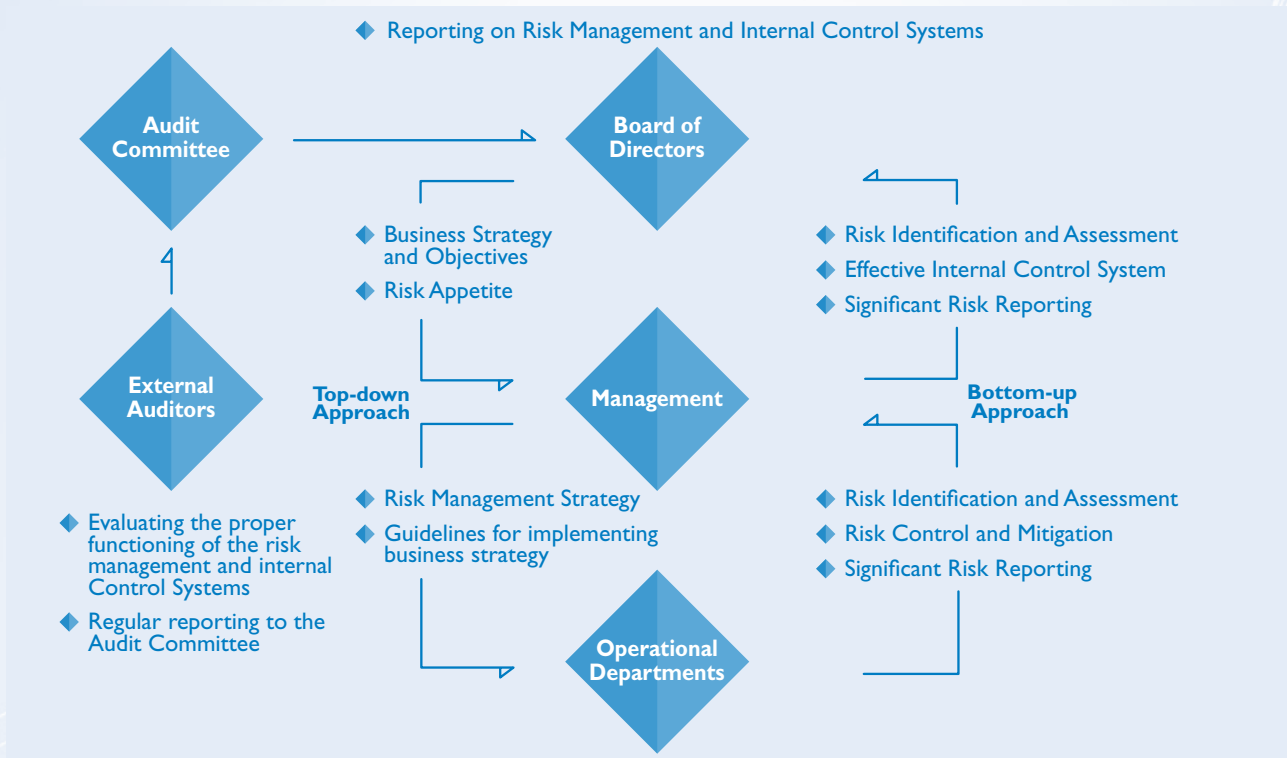 Reporting on Risk Management and Internal Control Systems
Audit
Committee
Board of
Directors
Business Strategy
and Objectives
Risk Appetite
Risk Identification and Assessment
Effective Internal Control System
Significant Risk Reporting
External
Auditors
Top-down
Approach
Management
Bottom-up
Approach
Evaluating the proper
functioning of the risk
management and internal
Control Systems
Regular reporting to the
Audit Committee
Risk Management Strategy
Guidelines for implementing
business strategy
Risk Identification and Assessment
Risk Control and Mitigation
Significant Risk Reporting
Operational
Departments